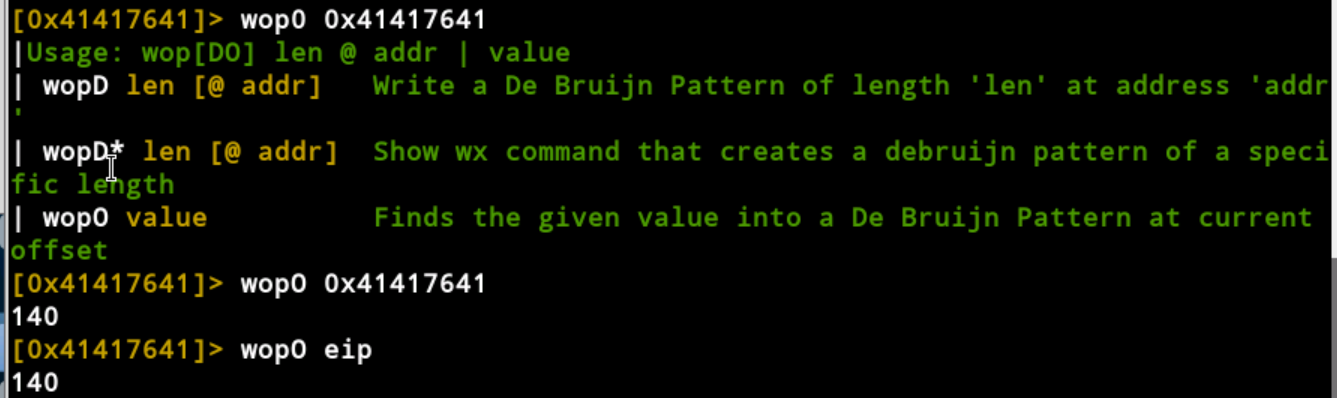 [0x41417641]> wop0 0x41417641
|Usage: wop[DO] len @ addr | value
| wopD len [@ addr]   Write a De Bruijn Pattern of length 'len' at address 'addr
'
| wopD* len [@ addr]  Show wx command that creates a debruijn pattern of a speci
fic length
| wopO value          Finds the given value into a De Bruijn Pattern at current
offset
[0x41417641]> wopO 0x41417641
140
[0x41417641]> wopO eip
140